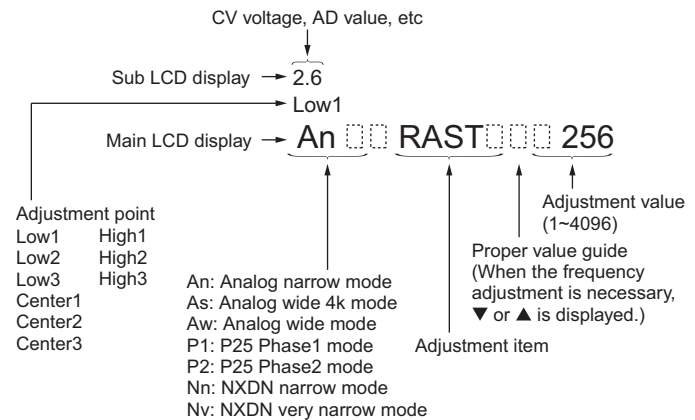 CV voltage, AD value, etc
Sub LCD display
2.6
Low1
Main LCD display
An RAST 256
Adjustment point
Low1 High1
Low2 High2
Low3 High3
Center1
Center2
Center3
An: Analog narrow mode
As: Analog wide 4k mode
Aw: Analog wide mode
P1: P25 Phase1 mode
P2: P25 Phase2 mode
Nn: NXDN narrow mode
Nv: NXDN very narrow mode
Adjustment item
Proper value guide
(When the frequency
adjustment is necessary,
▼ or ▲ is displayed.)
Adjustment value
(1~4096)